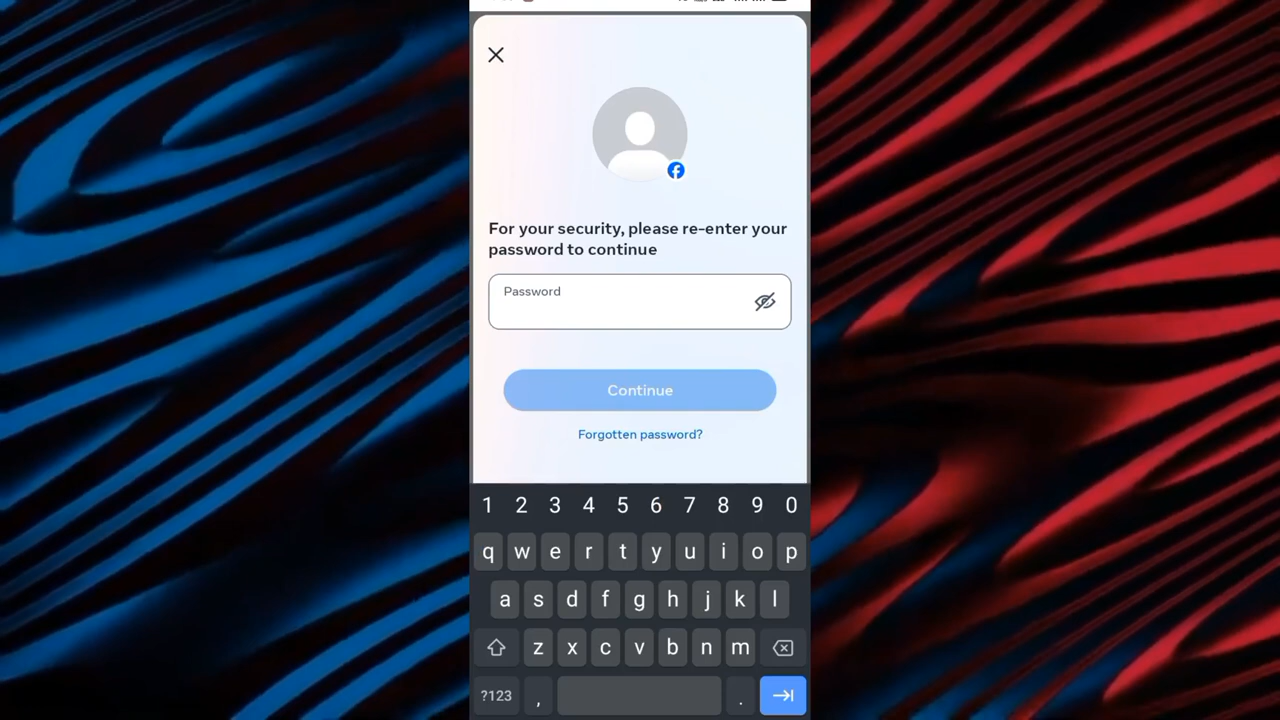 For your security, please re-enter your
password to continue
Password
Continue
Forgotten password?
1 2 3 4 5 6 7 8 9 0
q w e r t y u i o p
a s d f g h j k l
z x c v b n m
?123 , .